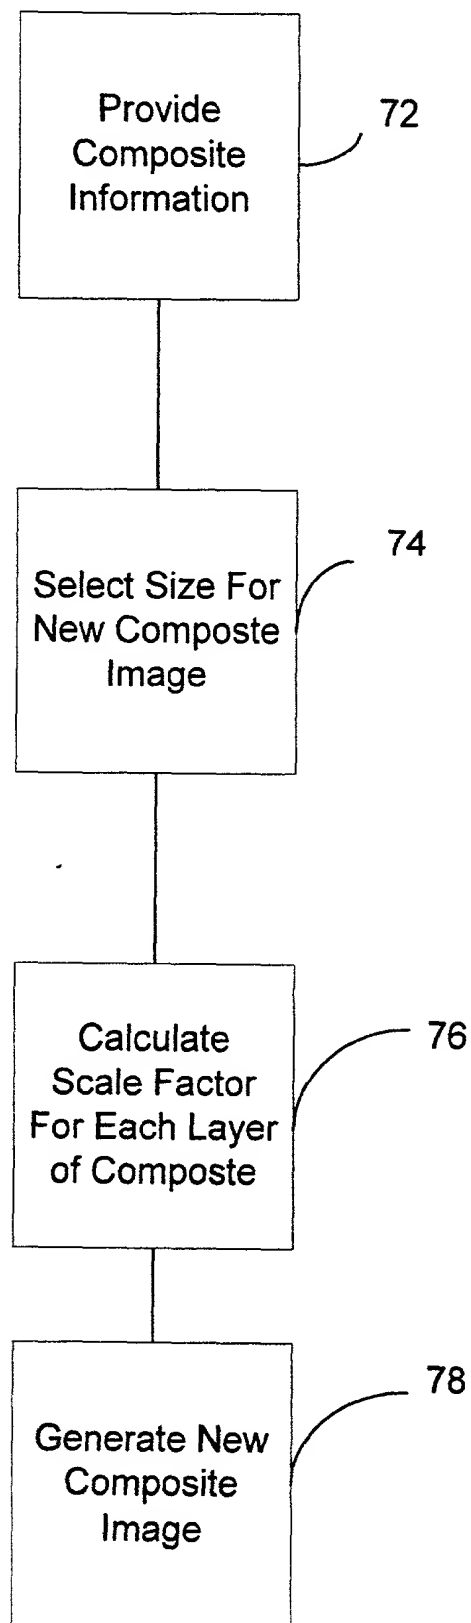 Provide
Composite
Information
72
Select Size For
New Composte
Image
74
Calculate
Scale Factor
For Each Layer
of Composte
76
Generate New
Composite
Image
78